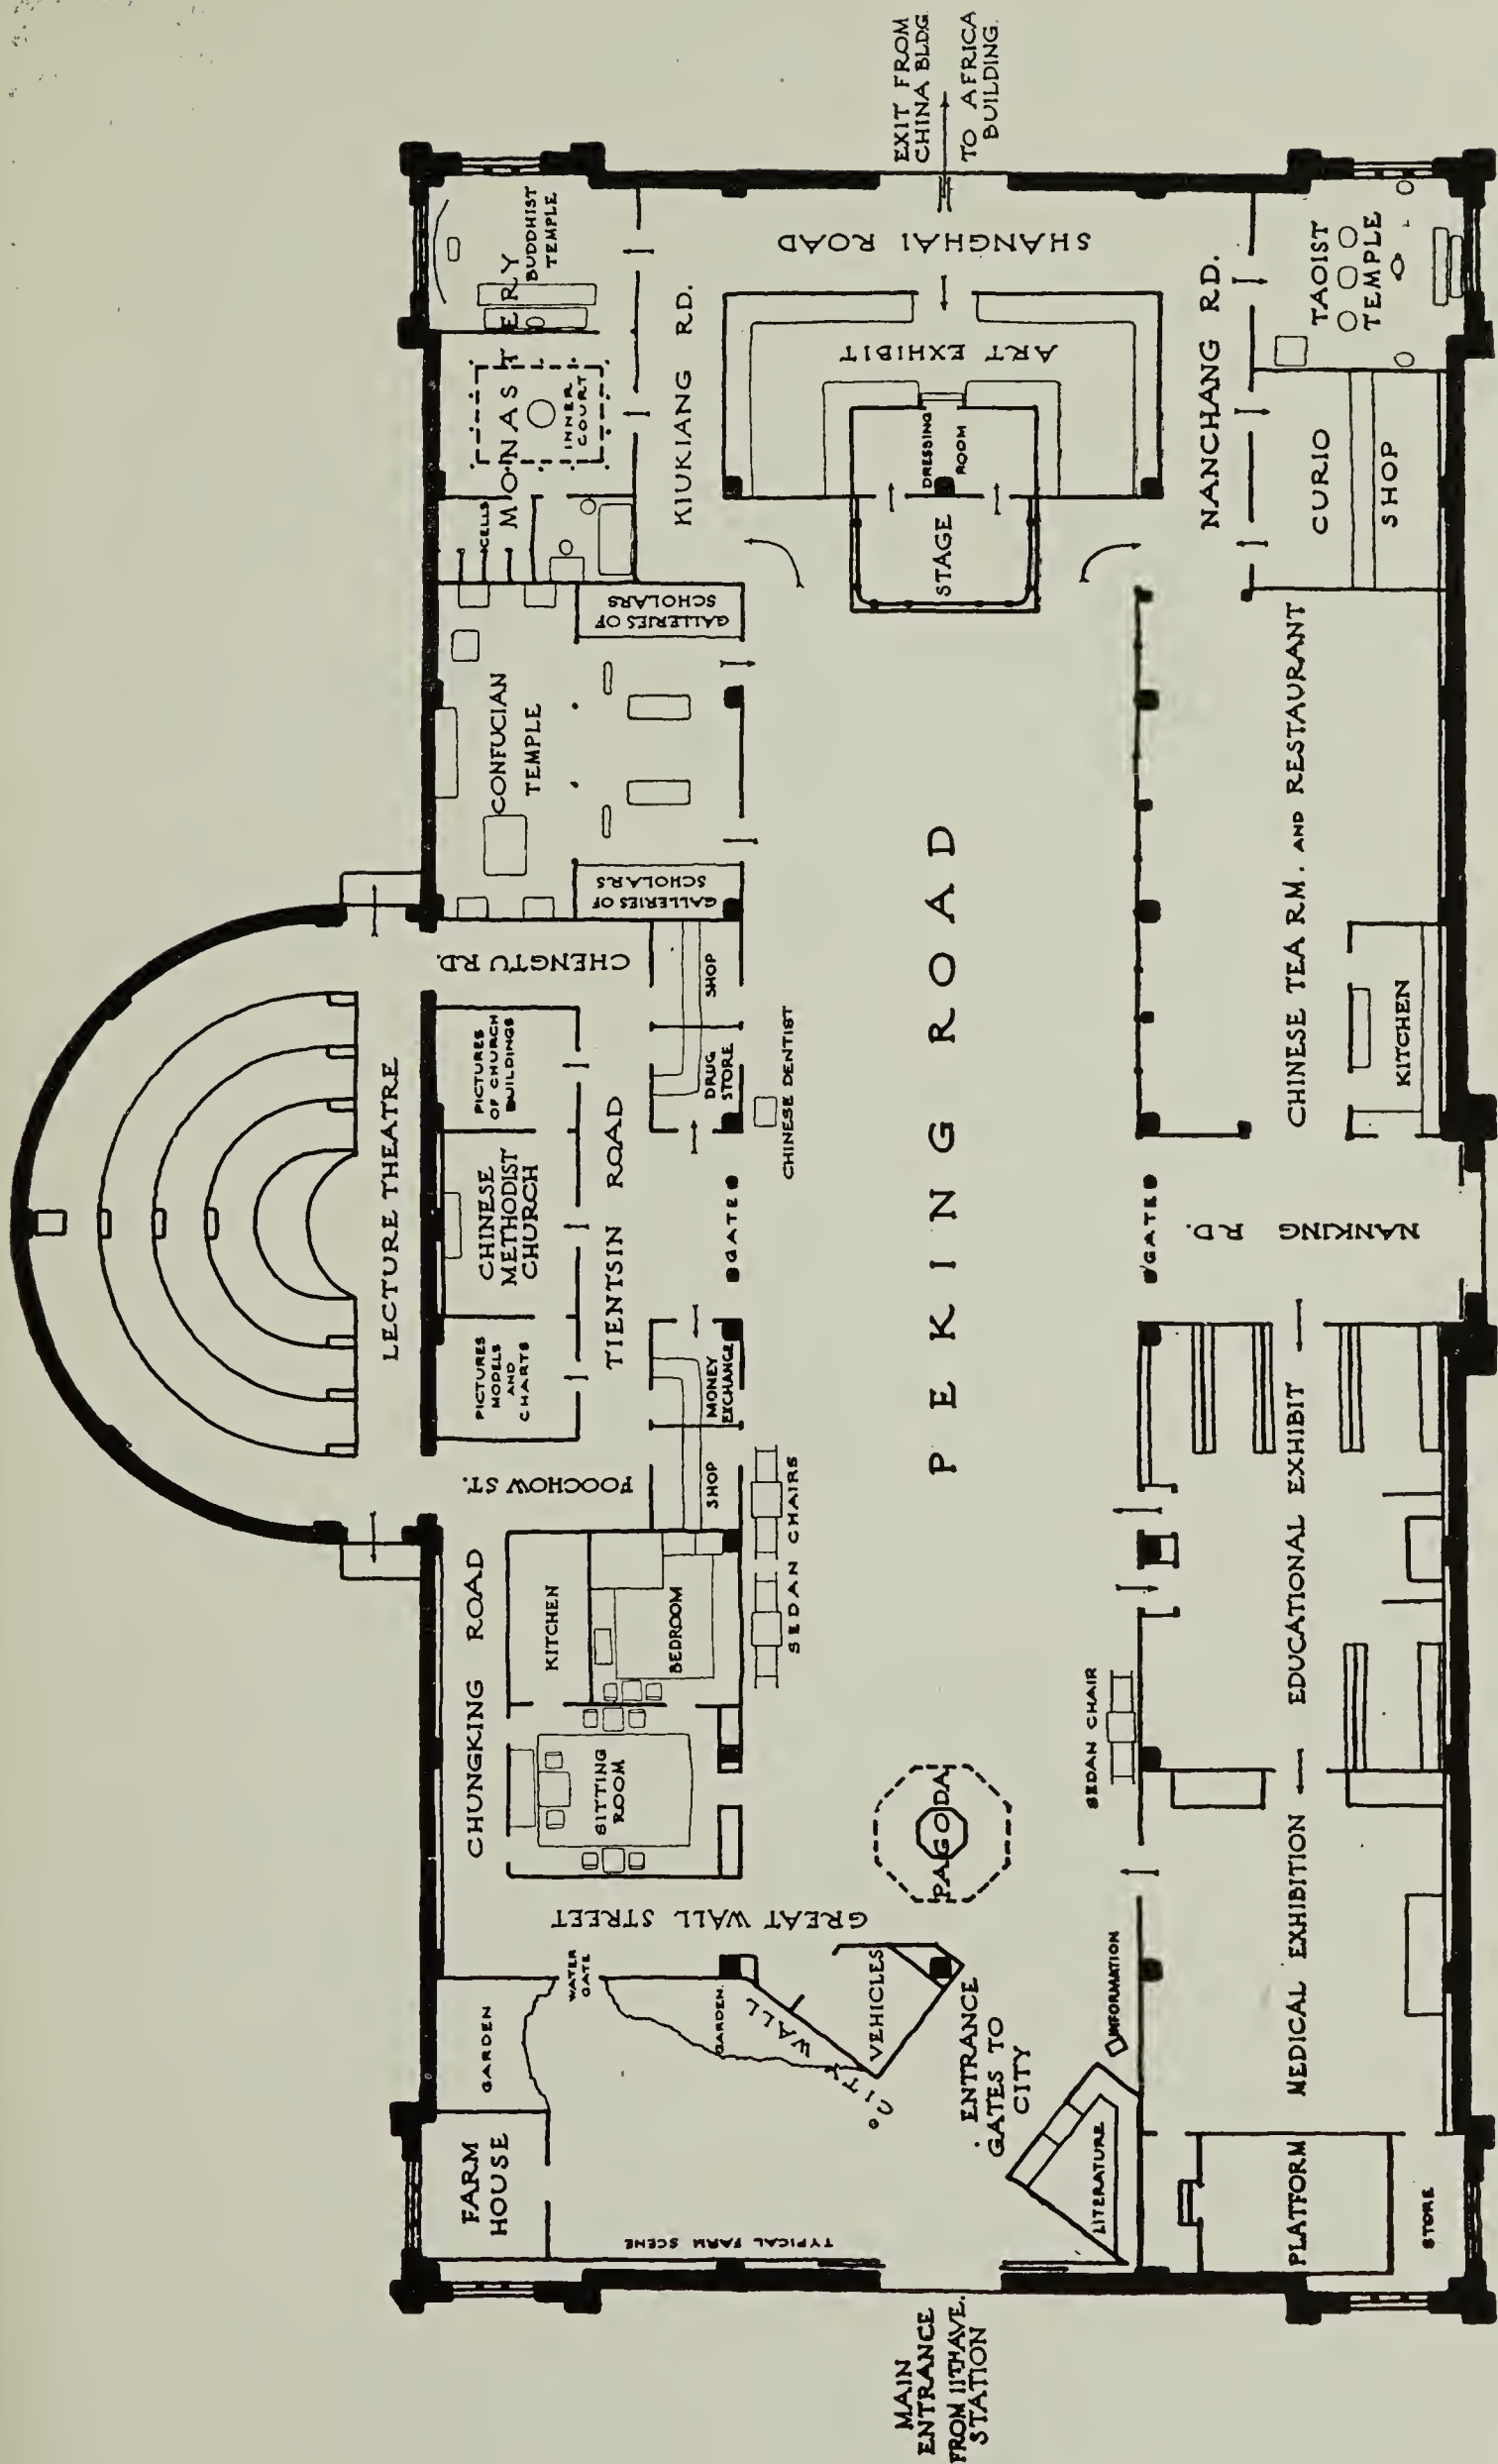 MAIN
ENTRANCE
FROM 11TH AVE.
STATION
TYPICAL FARM SCENE
FARM
HOUSE
GARDEN
WATER
GATE
GARDEN.
CITY WALL
VEHICLES
ENTRANCE
GATES TO
CITY
LITERATURE
INFORMATION
PLATFORM
STORE
GREAT WALL STREET
PAGODA
CHUNGKING ROAD
SITTING
ROOM
KITCHEN
BEDROOM
SEDAN CHAIRS
SEDAN CHAIR
MEDICAL EXHIBITION
EDUCATIONAL EXHIBIT
FOOCHOW ST.
SHOP
MONEY
EXCHANGE
LECTURE THEATRE
PICTURES
MODELS
AND
CHARTS
CHINESE
METHODIST
CHURCH
PICTURES
OF CHURCH
BUILDINGS
TIENTSIN ROAD
GATE
GATE
NANKING RD.
PEKING ROAD
DRUG
STORE
SHOP
CHINESE DENTIST
CHENGTU RD.
KITCHEN
CHINESE TEA RM. AND RESTAURANT
GALLERIES OF
SCHOLARS
CONFUCIAN
TEMPLE
GALLERIES OF
SCHOLARS
CELLS
MONASTERY
INNER
COURT
BUDDHIST
TEMPLE
KIUKIANG RD.
STAGE
DRESSING
ROOM
ART EXHIBIT
SHANGHAI ROAD
NANCHANG RD.
CURIO
SHOP
TAOIST
TEMPLE
EXIT FROM
CHINA BLDG.
TO AFRICA
BUILDING.